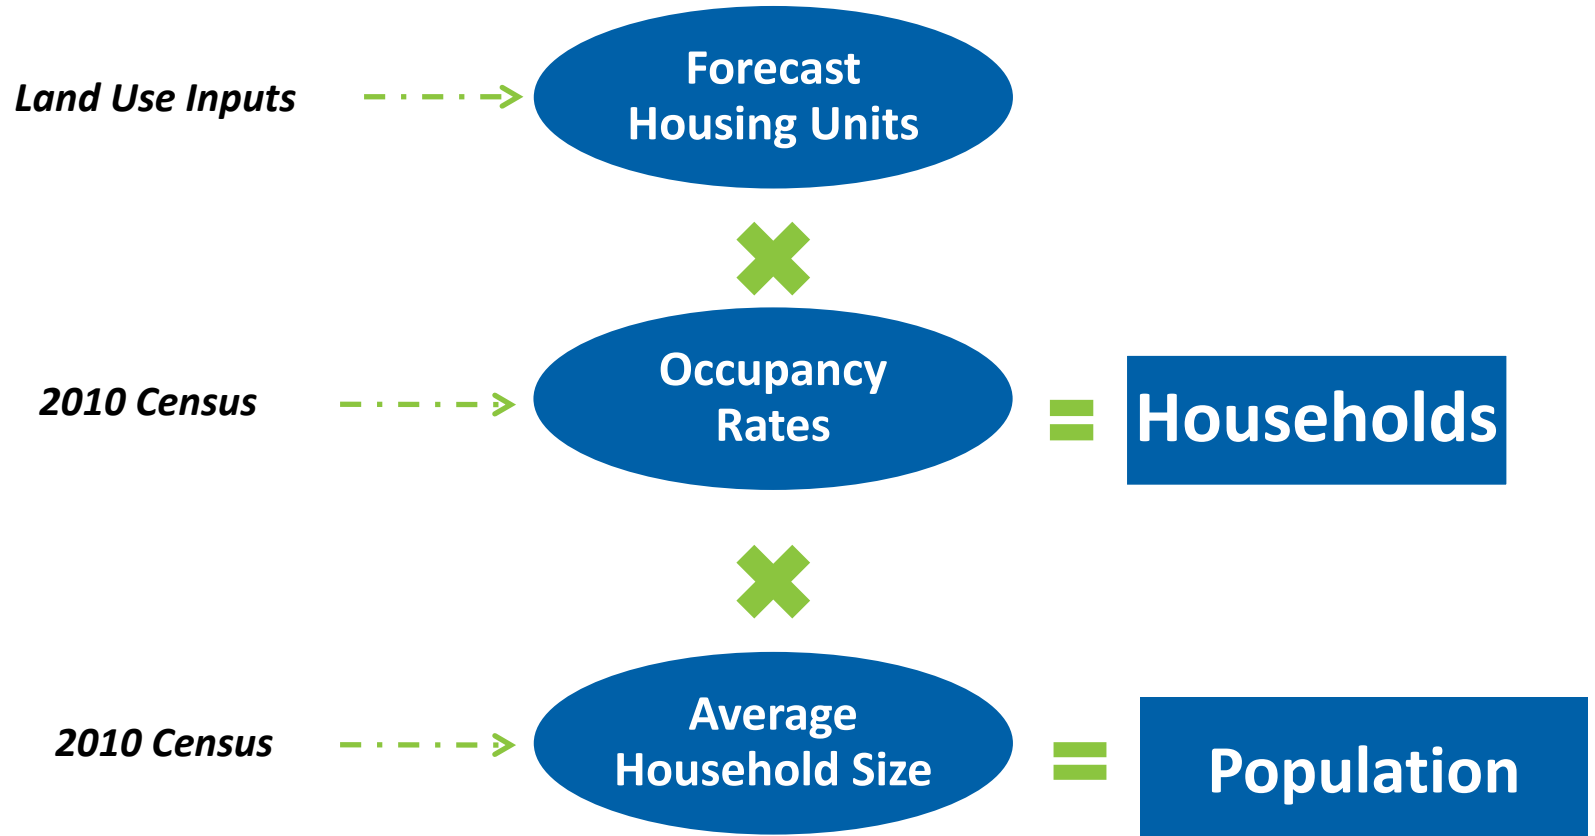 Land Use Inputs
Forecast
Housing Units
2010 Census
Occupancy
Rates
Households
2010 Census
Average
Household Size
Population